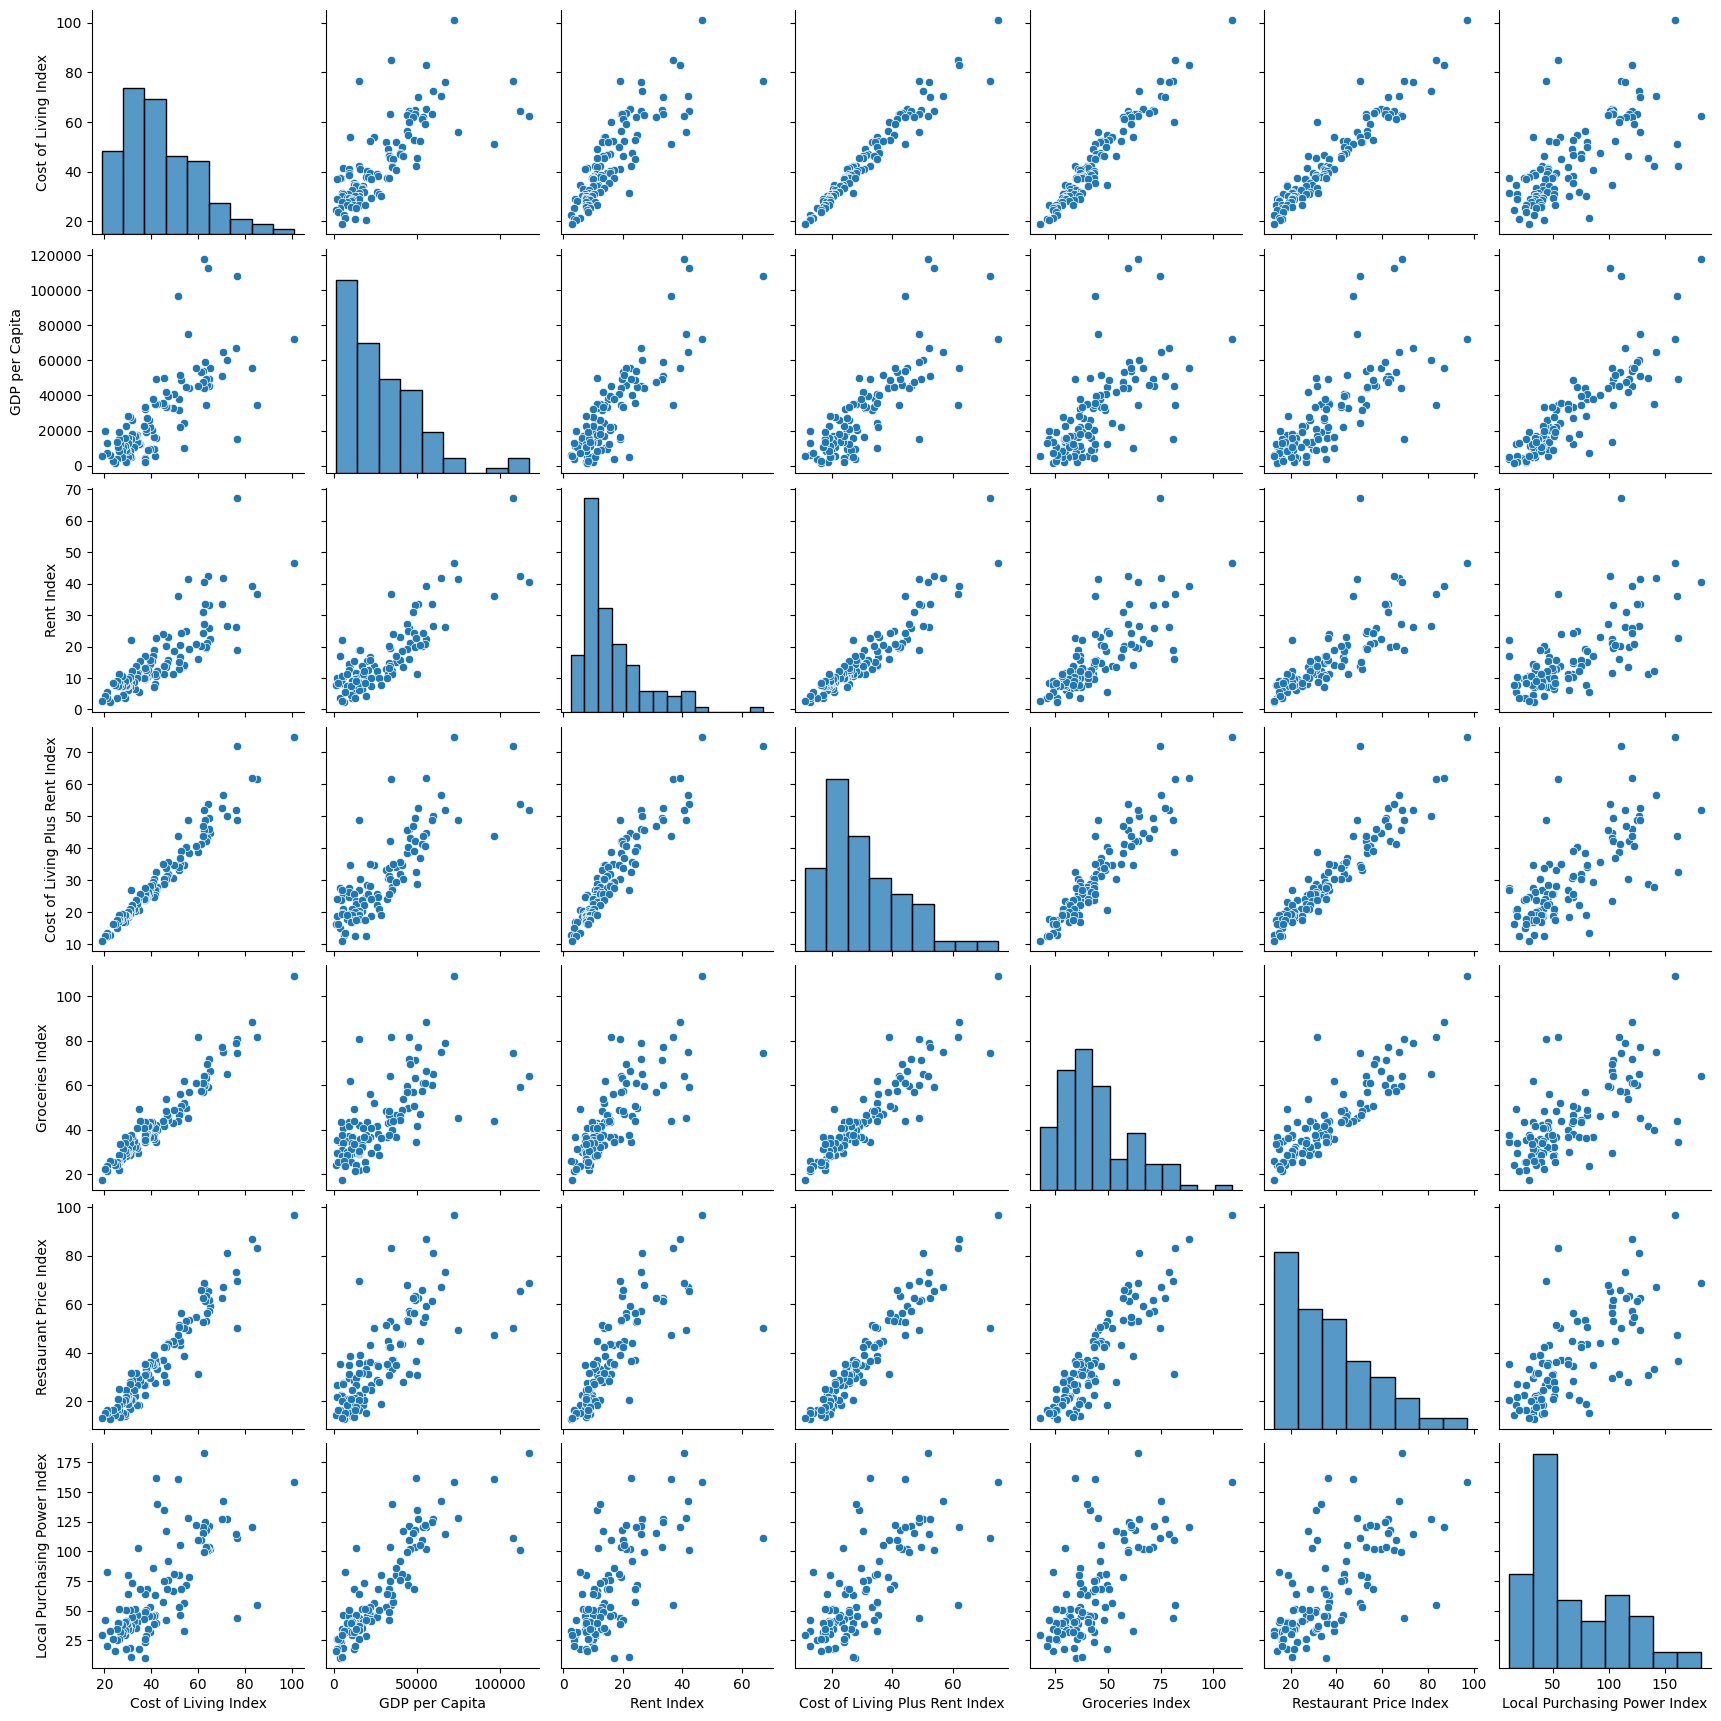 100
80
60
40
20
Cost of Living Index
120000
100000
80000
60000
40000
20000
0
GDP per Capita
70
60
50
40
30
20
10
0
Rent Index
70
60
50
40
30
20
10
Cost of Living Plus Rent Index
100
80
60
40
20
Groceries Index
100
80
60
40
20
Restaurant Price Index
175
150
125
100
75
50
25
Local Purchasing Power Index
20 40 60 80 100
0 50000 100000
0 20 40 60
20 40 60
25 50 75 100
20 40 60 80 100
50 100 150
Cost of Living Index
GDP per Capita
Rent Index
Cost of Living Plus Rent Index
Groceries Index
Restaurant Price Index
Local Purchasing Power Index